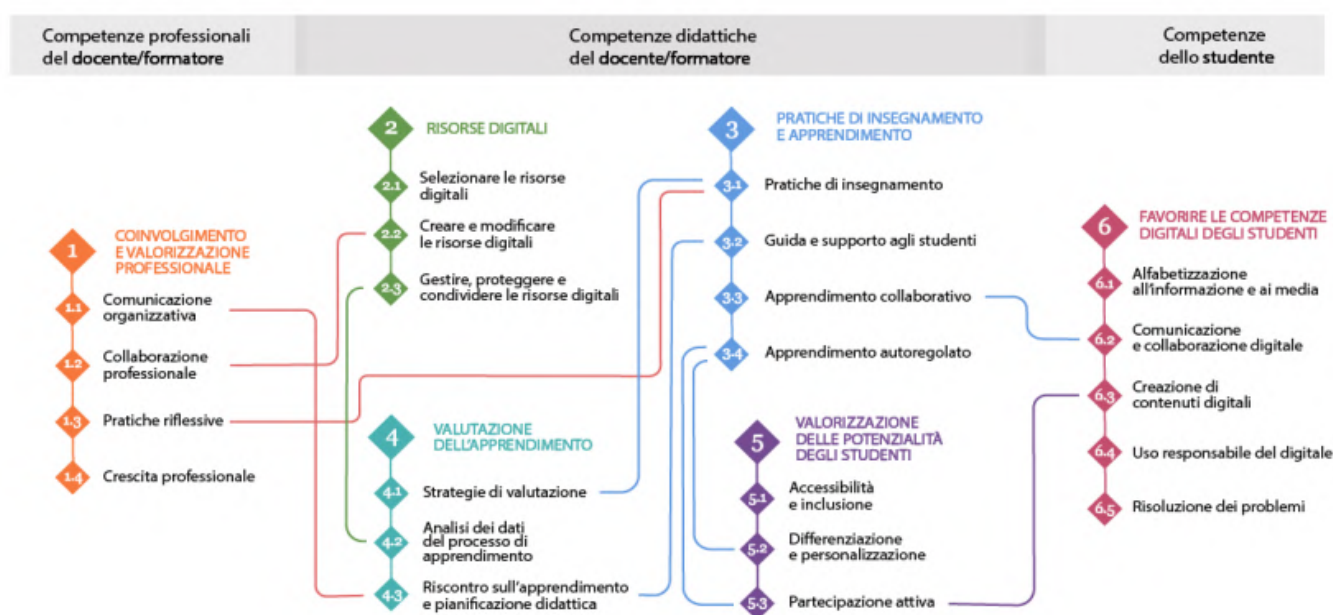 Competenze professionali
del docente/formatore
Competenze didattiche
del docente/formatore
Competenze
dello studente
1
COINVOLGIMENTO
E VALORIZZAZIONE
PROFESSIONALE
1.1
Comunicazione
organizzativa
1.2
Collaborazione
professionale
1.3
Pratiche riflessive
1.4
Crescita professionale
2
RISORSE DIGITALI
2.1
Selezionare le risorse
digitali
2.2
Creare e modificare
le risorse digitali
2.3
Gestire, proteggere e
condividere le risorse digitali
3
PRATICHE DI INSEGNAMENTO
E APPRENDIMENTO
3.1
Pratiche di insegnamento
3.2
Guida e supporto agli studenti
3.3
Apprendimento collaborativo
3.4
Apprendimento autoregolato
4
VALUTAZIONE
DELL'APPRENDIMENTO
4.1
Strategie di valutazione
4.2
Analisi dei dati
del processo di
apprendimento
4.3
Riscontro sull'apprendimento
e pianificazione didattica
5
VALORIZZAZIONE
DELLE POTENZIALITÀ
DEGLI STUDENTI
5.1
Accessibilità
e inclusione
5.2
Differenziazione
e personalizzazione
5.3
Partecipazione attiva
6
FAVORIRE LE COMPETENZE
DIGITALI DEGLI STUDENTI
6.1
Alfabetizzazione
all'informazione e ai media
6.2
Comunicazione
e collaborazione digitale
6.3
Creazione di
contenuti digitali
6.4
Uso responsabile del digitale
6.5
Risoluzione dei problemi